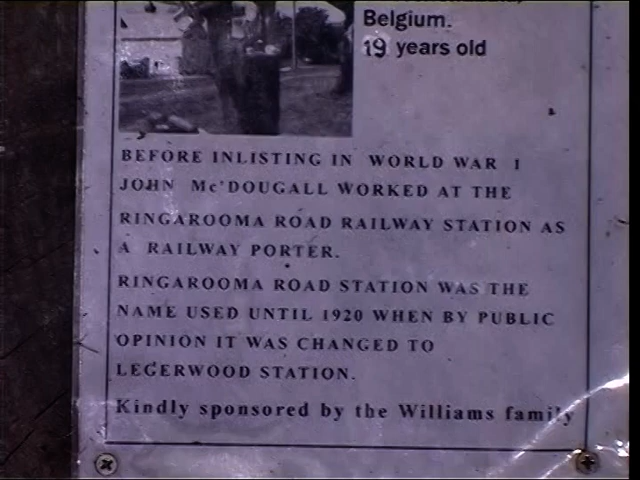 Belgium.
19 years old
BEFORE INLISTING IN WORLD WAR 1
JOHN Mc'DOUGALL WORKED AT THE
RINGAROOMA ROAD RAILWAY STATION AS
A RAILWAY PORTER.
RINGAROOMA ROAD STATION WAS THE
NAME USED UNTIL 1920 WHEN BY PUBLIC
OPINION IT WAS CHANGED TO
LEGERWOOD STATION.
Kindly sponsored by the Williams family